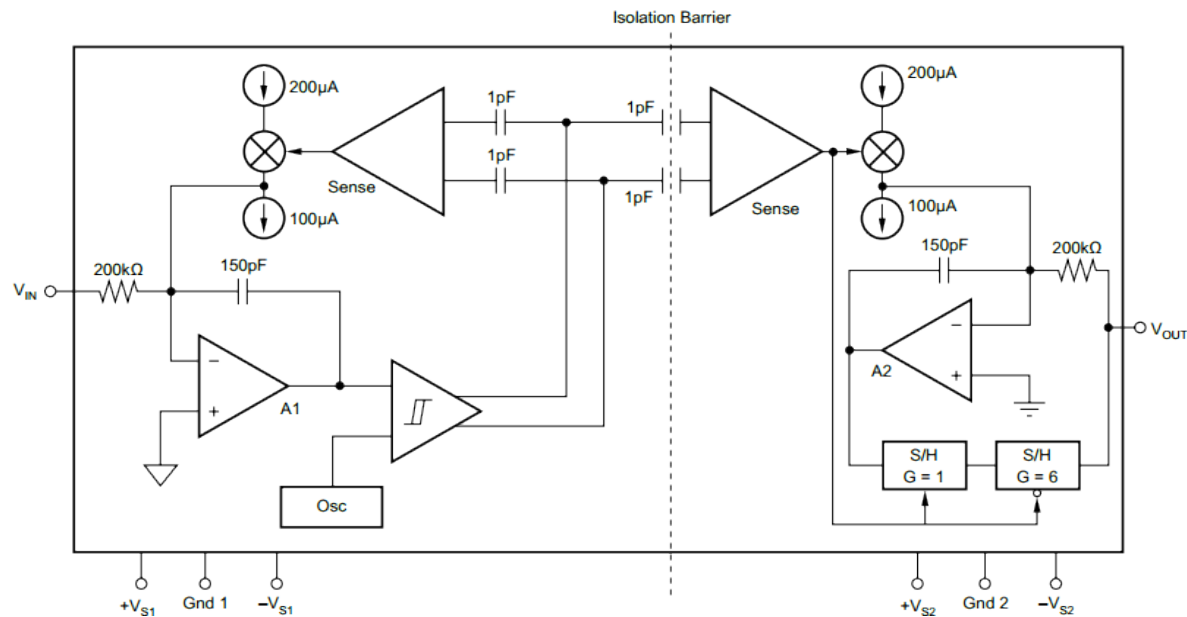 Isolation Barrier
200µA
1pF
1pF
200µA
1pF
Sense
1pF
Sense
100µA
100µA
200kΩ
150pF
150pF
200kΩ
VIN
VOUT
−
+
A1
−
+
A2
S/H
G = 1
S/H
G = 6
Osc
+VS1
Gnd 1
−VS1
+VS2
Gnd 2
−VS2